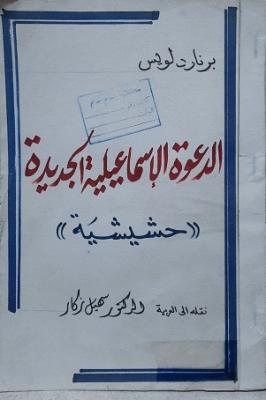 برنارد لويس
الدعوة الإسماعيلية الجديدة
«حشيشية»
نقله الى العربية الدكتور سهيل زكار